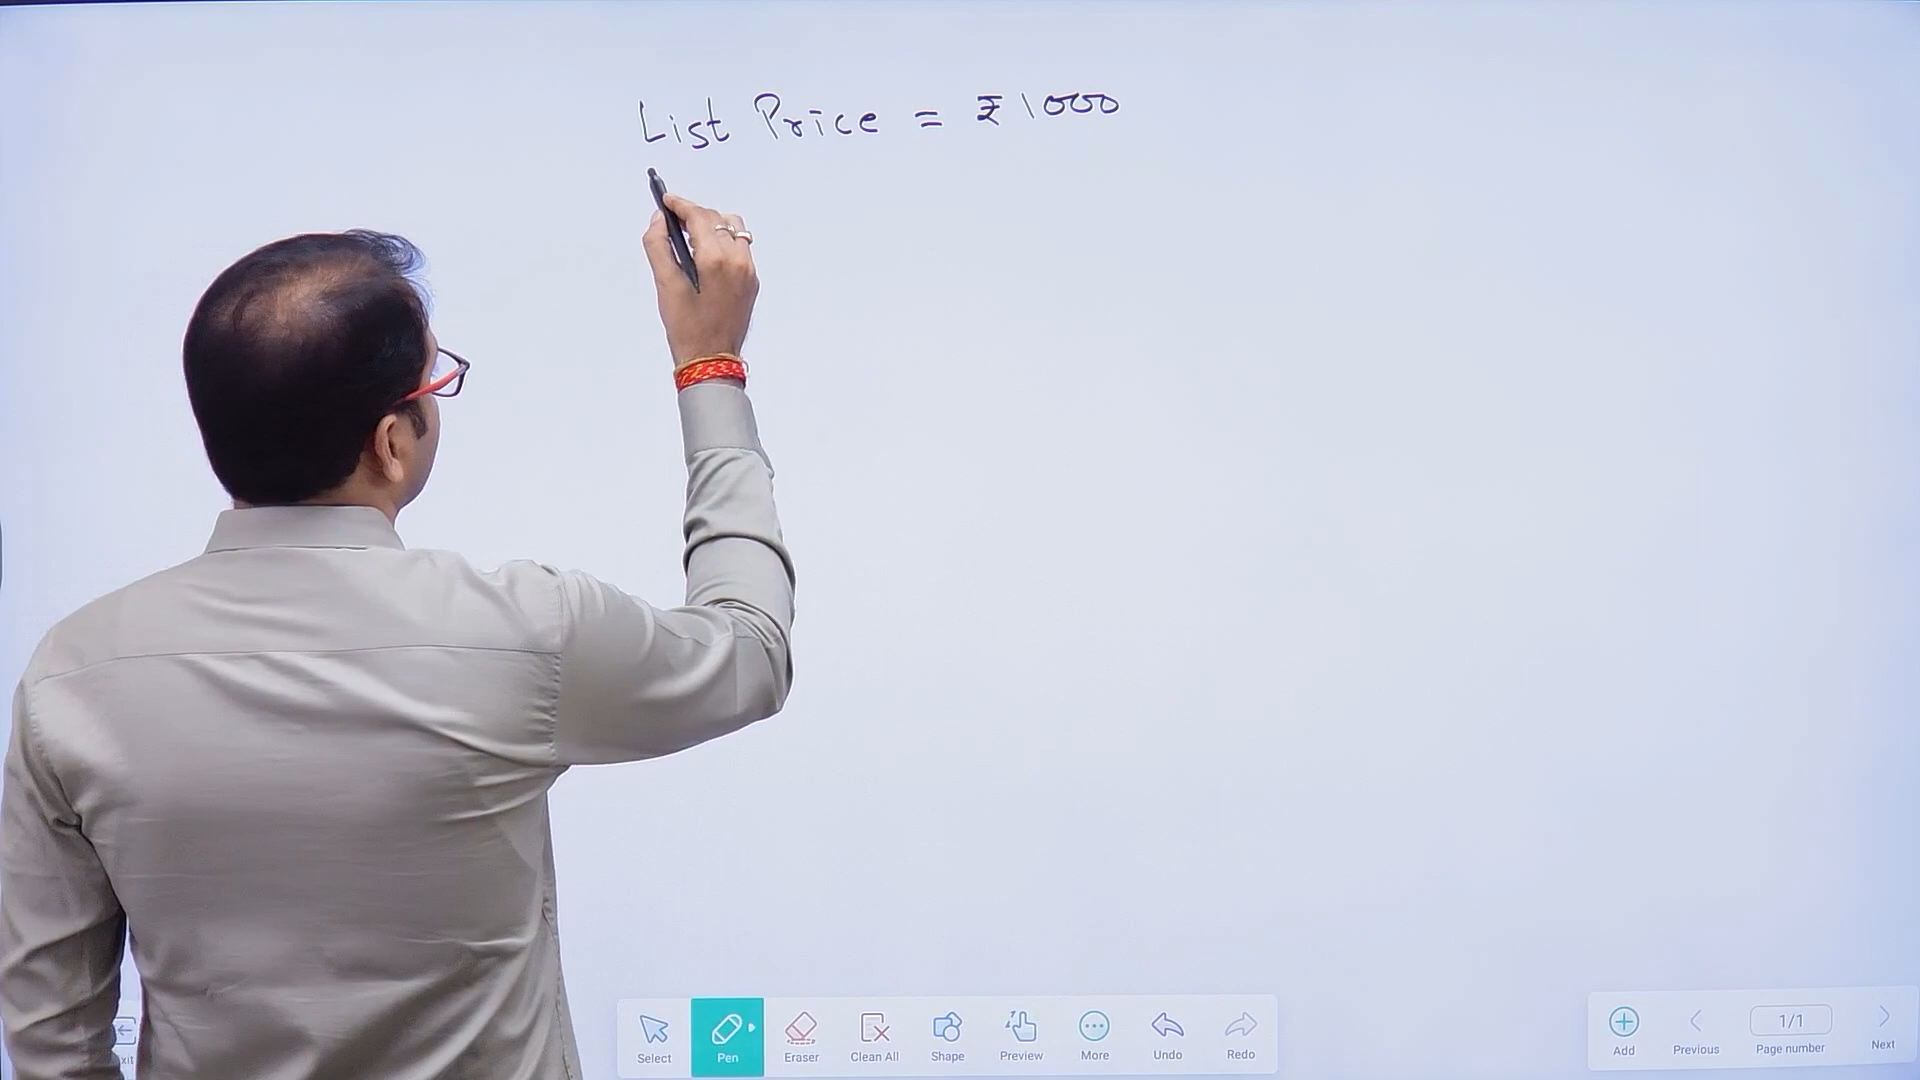 List Price = ₹1000
Select
Pen
Eraser
Clean All
Shape
Preview
More
Undo
Redo
Add
Previous
1/1
Page number
Next